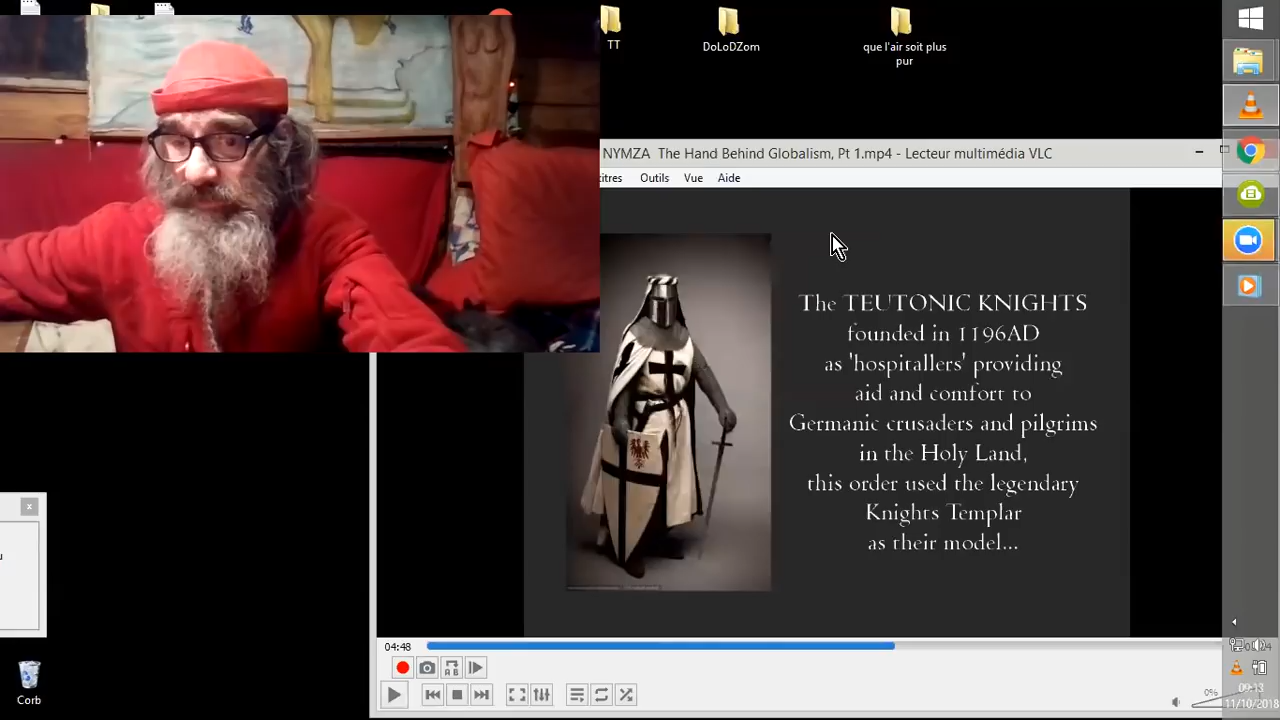 TT
DoLoDZom
que l'air soit plus
pur
NYMZA The Hand Behind Globalism, Pt 1.mp4 - Lecteur multimédia VLC
Outils Vue Aide
The TEUTONIC KNIGHTS
founded in 1196AD
as 'hospitallers' providing
aid and comfort to
Germanic crusaders and pilgrims
in the Holy Land,
this order used the legendary
Knights Templar
as their model...
04:48
0%
09:13
11/10/2018
Corb